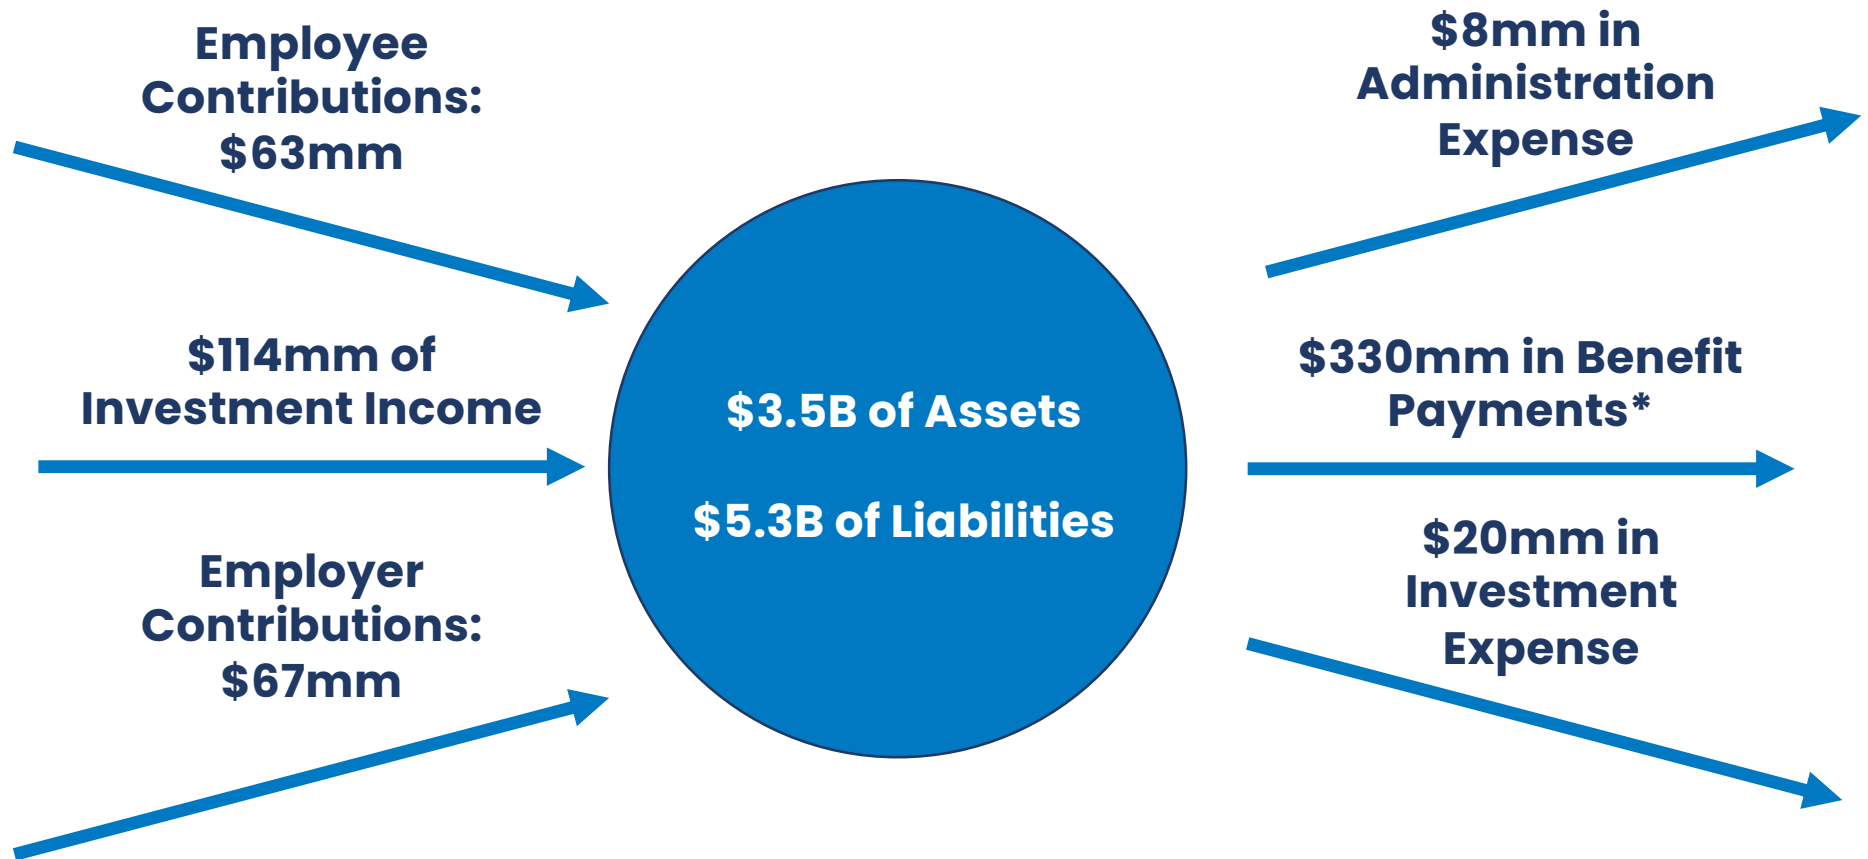 Employee
Contributions:
$63mm
$114mm of
Investment Income
Employer
Contributions:
$67mm
$3.5B of Assets
$5.3B of Liabilities
$8mm in
Administration
Expense
$330mm in Benefit
Payments*
$20mm in
Investment
Expense